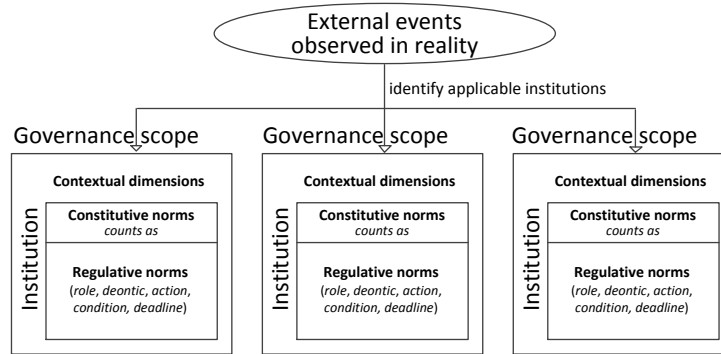 External events
observed in reality
identify applicable institutions
Governance scope
Contextual dimensions
Institution
Constitutive norms
counts as
Regulative norms
(role, deontic, action,
condition, deadline)
Governance scope
Contextual dimensions
Institution
Constitutive norms
counts as
Regulative norms
(role, deontic, action,
condition, deadline)
Governance scope
Contextual dimensions
Institution
Constitutive norms
counts as
Regulative norms
(role, deontic, action,
condition, deadline)